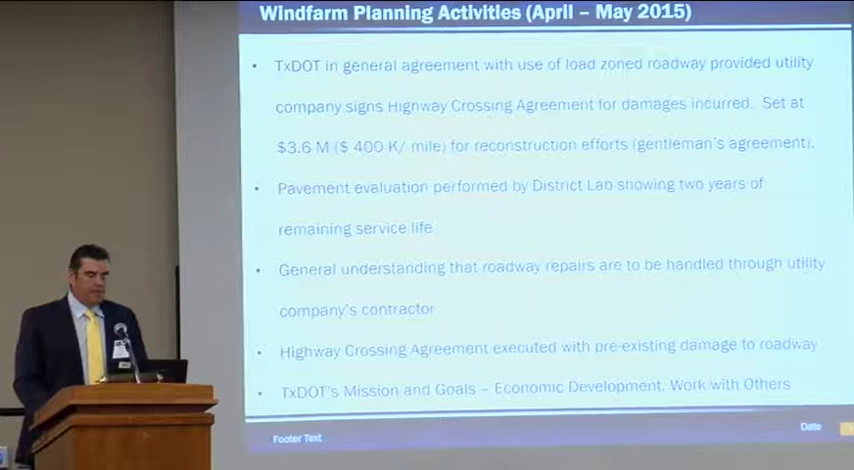 Windfarm Planning Activities (April – May 2015)
• TxDOT in general agreement with use of load zoned roadway provided utility
company signs Highway Crossing Agreement for damages incurred. Set at
$3.6 M ($ 400 K/ mile) for reconstruction efforts (gentleman's agreement).
• Pavement evaluation performed by District Lab showing two years of
remaining service life
• General understanding that roadway repairs are to be handled through utility
company's contractor
• Highway Crossing Agreement executed with pre-existing damage to roadway
• TxDOT's Mission and Goals – Economic Development, Work with Others
Footer Text
Date